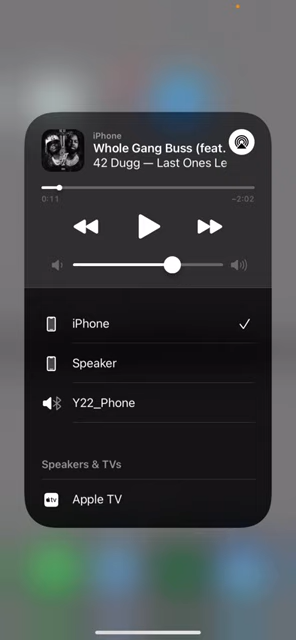 iPhone
Whole Gang Buss (feat.
42 Dugg — Last Ones Le
0:11
−2:02
iPhone
Speaker
Y22_Phone
Speakers & TVs
tv
Apple TV